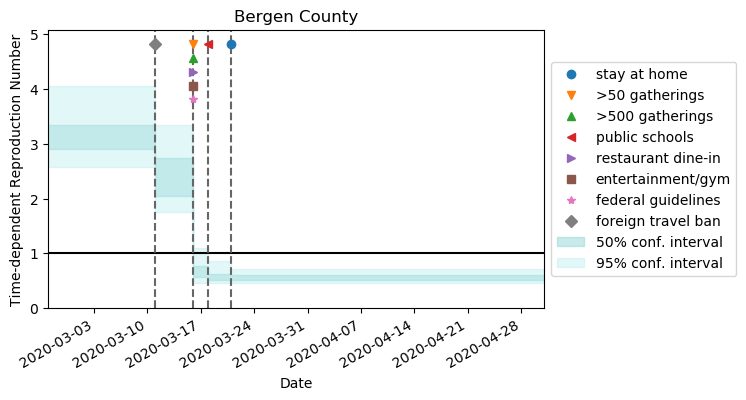 Bergen County
Time-dependent Reproduction Number
5
4
3
2
1
0
2020-03-03
2020-03-10
2020-03-17
2020-03-24
2020-03-31
2020-04-07
2020-04-14
2020-04-21
2020-04-28
Date
stay at home
>50 gatherings
>500 gatherings
public schools
restaurant dine-in
entertainment/gym
federal guidelines
foreign travel ban
50% conf. interval
95% conf. interval